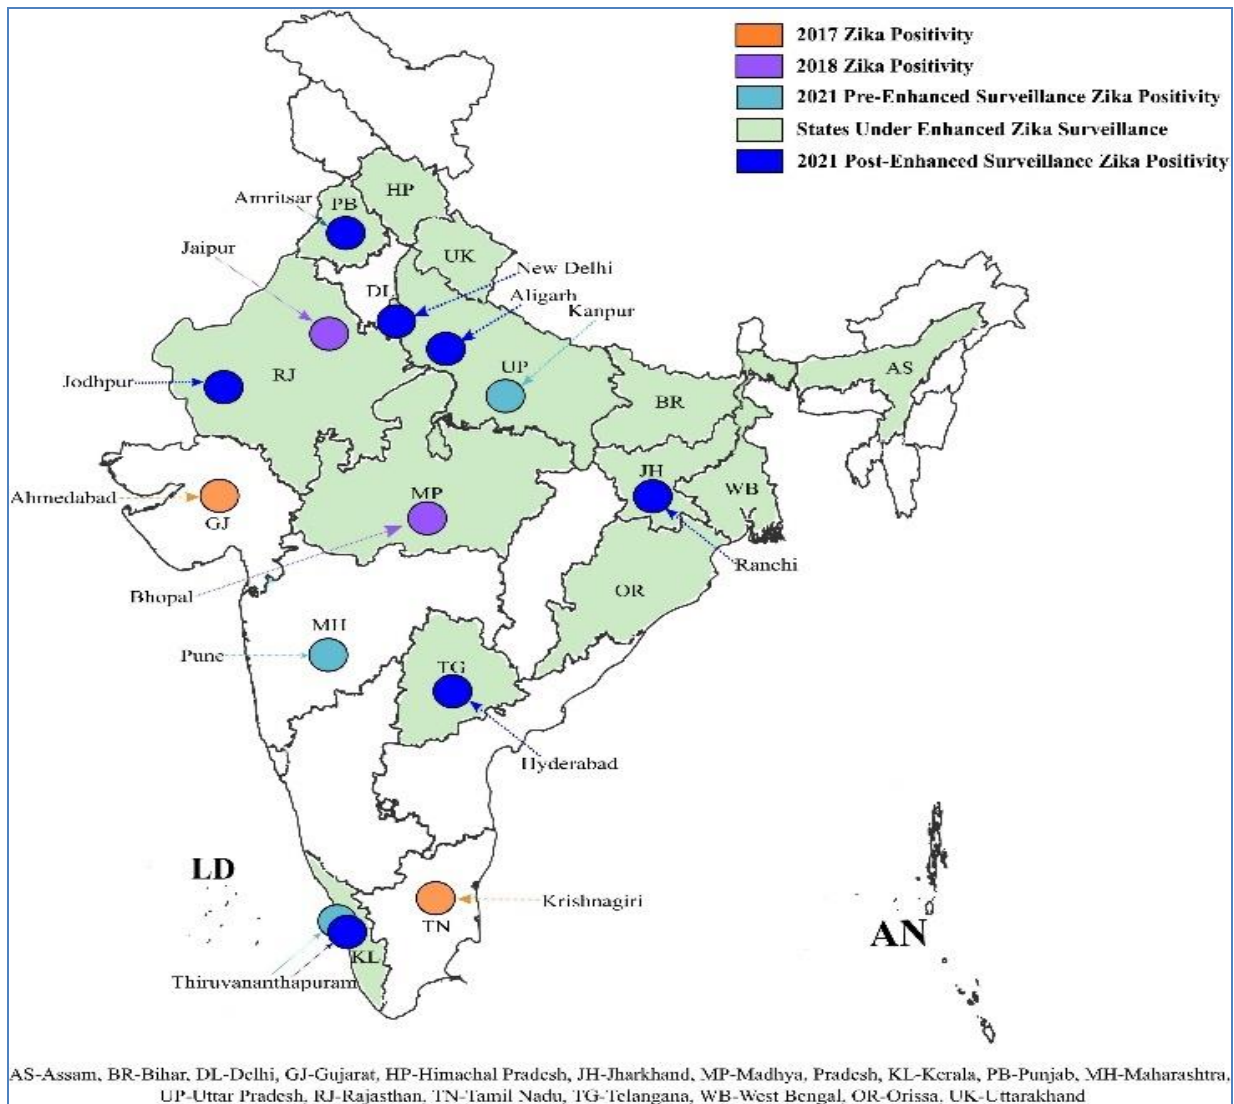 2017 Zika Positivity
2018 Zika Positivity
2021 Pre-Enhanced Surveillance Zika Positivity
States Under Enhanced Zika Surveillance
2021 Post-Enhanced Surveillance Zika Positivity
HP
Amritsar
PB
Jaipur
UK
New Delhi
DL
Aligarh
Kanpur
UP
AS
RJ
Jodhpur
BR
JH
WB
Ahmedabad
MP
GJ
Ranchi
Bhopal
OR
MH
Pune
TG
Hyderabad
LD
Krishnagiri
TN
AN
KL
Thiruvananthapuram
AS-Assam, BR-Bihar, DL-Delhi, GJ-Gujarat, HP-Himachal Pradesh, JH-Jharkhand, MP-Madhya, Pradesh, KL-Kerala, PB-Punjab, MH-Maharashtra,
UP-Uttar Pradesh, RJ-Rajasthan, TN-Tamil Nadu, TG-Telangana, WB-West Bengal, OR-Orissa, UK-Uttarakhand